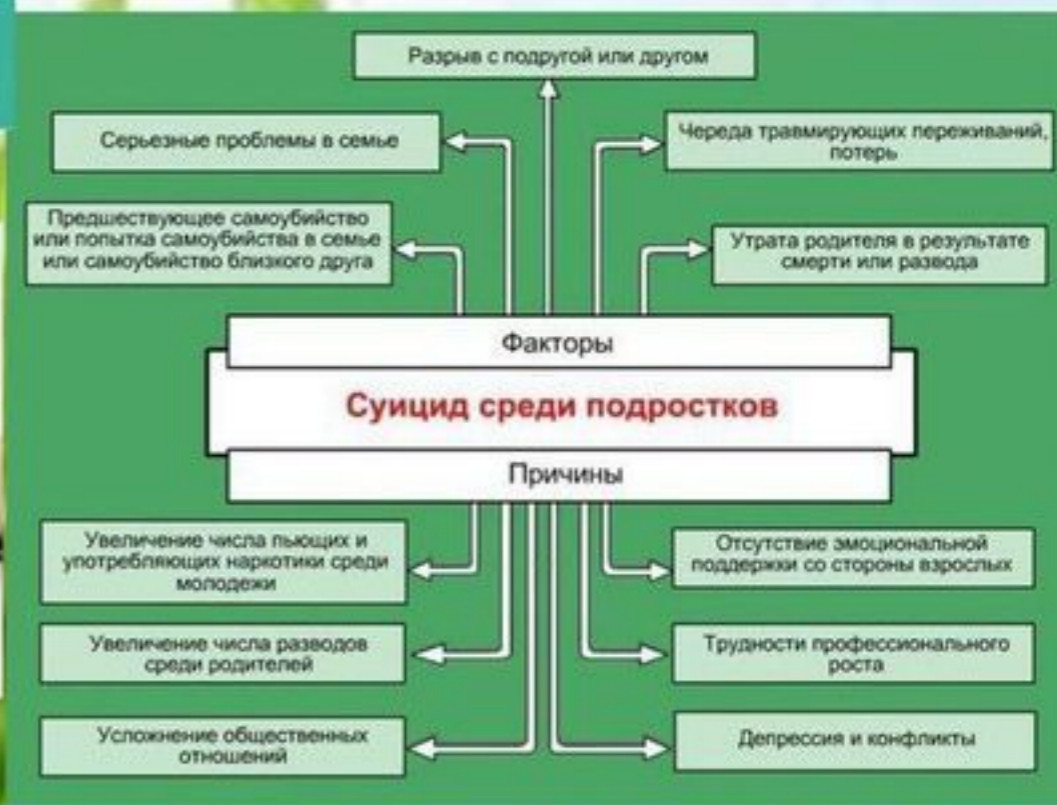 Разрыв с подругой или другом
Серьезные проблемы в семье
Череда травмирующих переживаний,
потерь
Предшествующее самоубийство
или попытка самоубийства в семье
или самоубийство близкого друга
Утрата родителя в результате
смерти или развода
Факторы
Суицид среди подростков
Причины
Увеличение числа пьющих и
употребляющих наркотики среди
молодежи
Отсутствие эмоциональной
поддержки со стороны взрослых
Увеличение числа разводов
среди родителей
Трудности профессионального
роста
Усложнение общественных
отношений
Депрессия и конфликты